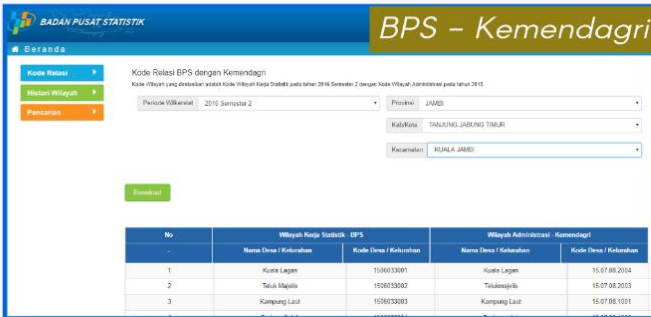 BADAN PUSAT STATISTIK
BPS - Kemendagri
Beranda
Kode Relasi
Histori Wilayah
Pencarian
Kode Relasi BPS dengan Kemendagri
Kode Wilayah yang direlasikan adalah Kode Wilayah Kerja Statistik pada tahun 2016 Semester 2 dengan Kode Wilayah Administrasi pada tahun 2015.
Periode Wilkerstat 2016 Semester 2
Provinsi JAMBI
Kab/Kota TANJUNG JABUNG TIMUR
Kecamatan KUALA JAMBI
Download
No Wilayah Kerja Statistik - BPS Wilayah Administrasi - Kemendagri
- Nama Desa / Kelurahan Kode Desa / Kelurahan Nama Desa / Kelurahan Kode Desa / Kelurahan
1 Kuala Lagan 1506033001 Kuala Lagan 15.07.08.2004
2 Teluk Majelis 1506033002 Telukmajelis 15.07.08.2003
3 Kampung Laut 1506033003 Kampung Laut 15.07.08.1001